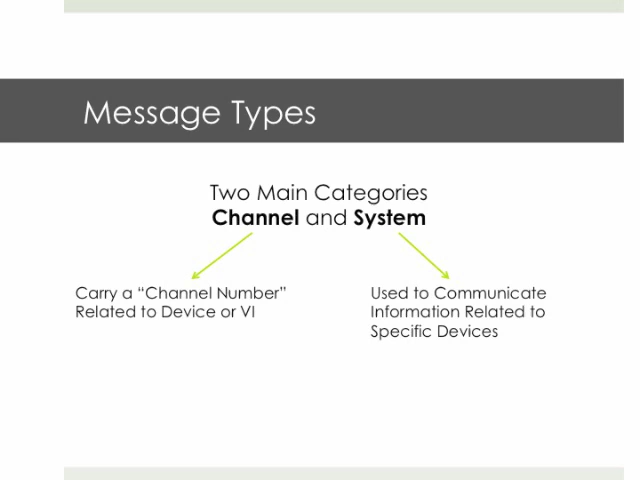 Message Types
Two Main Categories
Channel and System
Carry a “Channel Number”
Related to Device or VI
Used to Communicate
Information Related to
Specific Devices